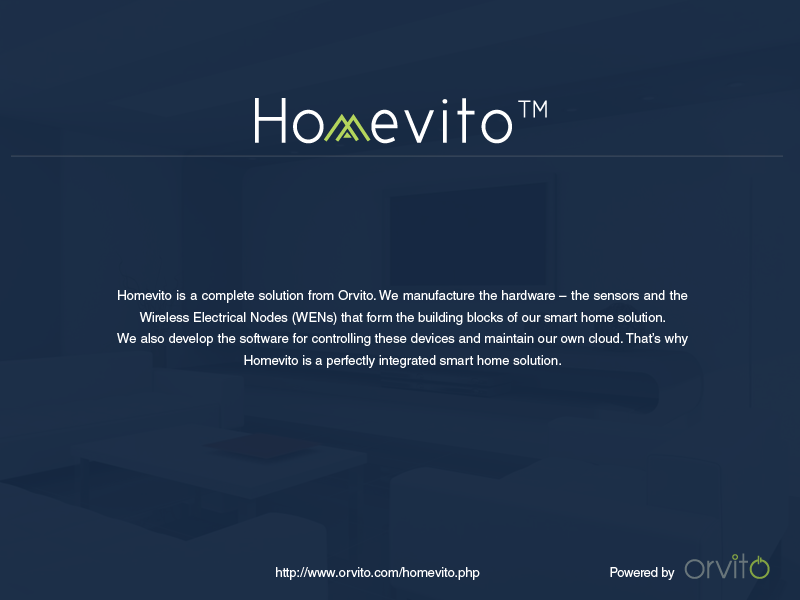 Homevito™
Homevito is a complete solution from Orvito. We manufacture the hardware – the sensors and the
Wireless Electrical Nodes (WENs) that form the building blocks of our smart home solution.
We also develop the software for controlling these devices and maintain our own cloud. That's why
Homevito is a perfectly integrated smart home solution.
http://www.orvito.com/homevito.php
Powered by orvito